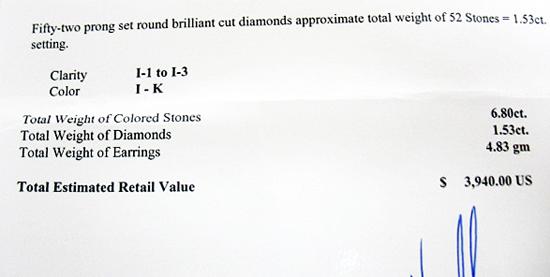 Fifty-two prong set round brilliant cut diamonds approximate total weight of 52 Stones = 1.53ct.
setting.
Clarity I-1 to I-3
Color I - K
Total Weight of Colored Stones 6.80ct.
Total Weight of Diamonds 1.53ct.
Total Weight of Earrings 4.83 gm
Total Estimated Retail Value $ 3,940.00 US